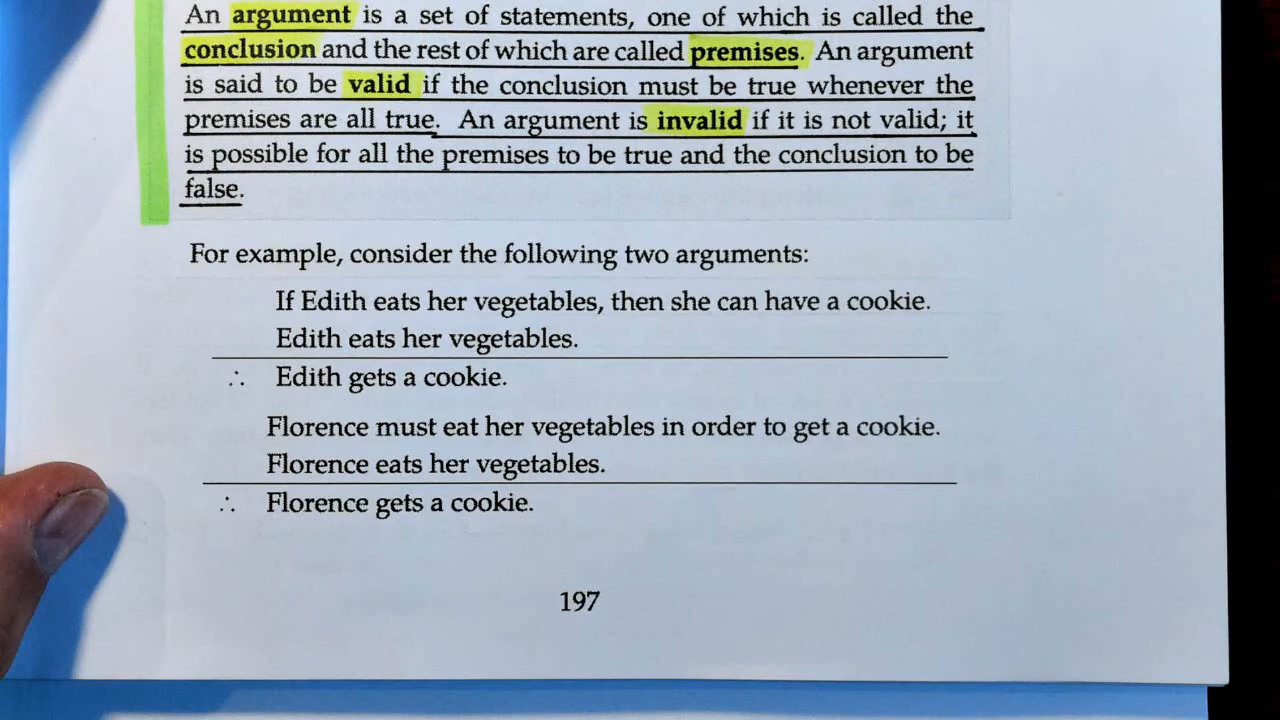 An argument is a set of statements, one of which is called the
conclusion and the rest of which are called premises. An argument
is said to be valid if the conclusion must be true whenever the
premises are all true. An argument is invalid if it is not valid; it
is possible for all the premises to be true and the conclusion to be
false.
For example, consider the following two arguments:
If Edith eats her vegetables, then she can have a cookie.
Edith eats her vegetables.
∴ Edith gets a cookie.
Florence must eat her vegetables in order to get a cookie.
Florence eats her vegetables.
∴ Florence gets a cookie.
197